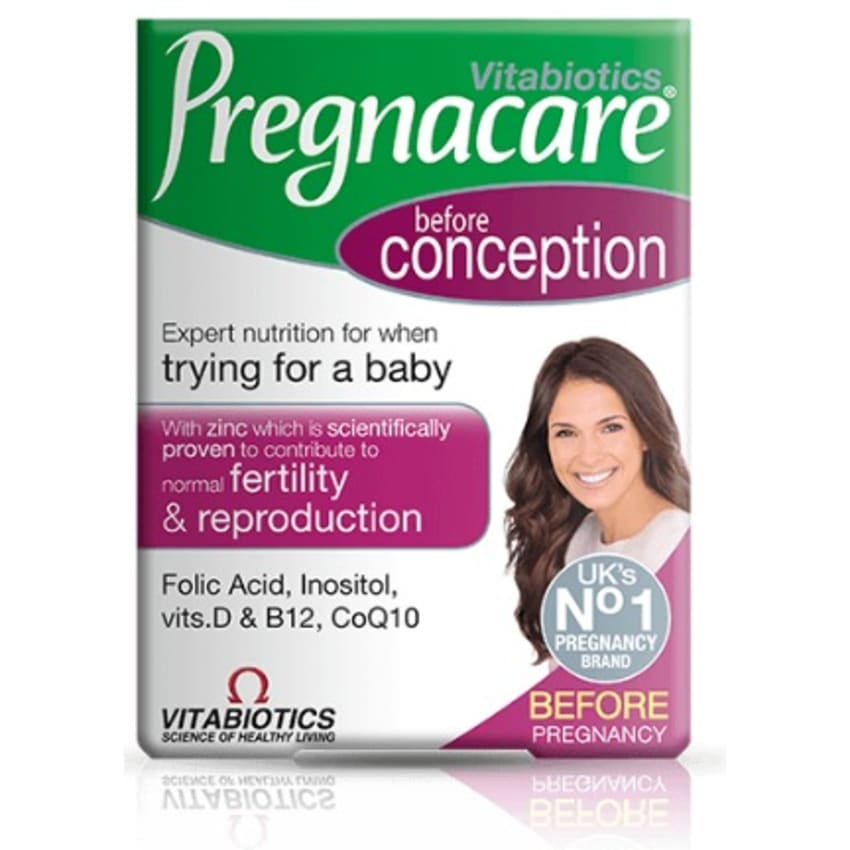 Vitabiotics
Pregnacare®
before
conception
Expert nutrition for when
trying for a baby
With zinc which is scientifically
proven to contribute to
normal fertility
& reproduction
Folic Acid, Inositol,
vits.D & B12, CoQ10
UK's
Nº1
PREGNANCY
BRAND
BEFORE
PREGNANCY
VITABIOTICS
SCIENCE OF HEALTHY LIVING